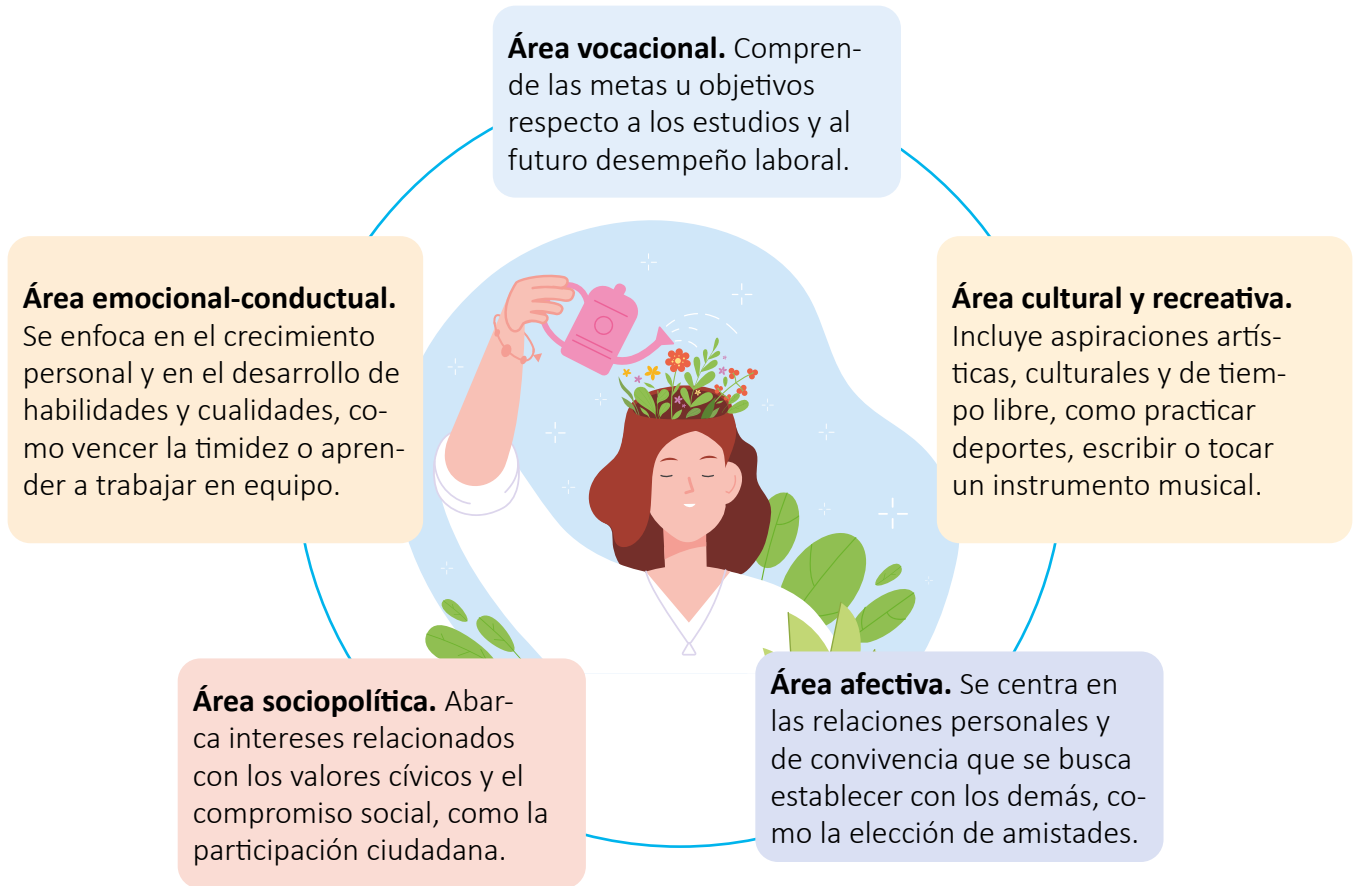 Área vocacional. Compren-
de las metas u objetivos
respecto a los estudios y al
futuro desempeño laboral.
Área emocional-conductual.
Se enfoca en el crecimiento
personal y en el desarrollo de
habilidades y cualidades, co-
mo vencer la timidez o apren-
der a trabajar en equipo.
Área cultural y recreativa.
Incluye aspiraciones artís-
ticas, culturales y de tiem-
po libre, como practicar
deportes, escribir o tocar
un instrumento musical.
Área sociopolítica. Abar-
ca intereses relacionados
con los valores cívicos y el
compromiso social, como la
participación ciudadana.
Área afectiva. Se centra en
las relaciones personales y
de convivencia que se busca
establecer con los demás, co-
mo la elección de amistades.